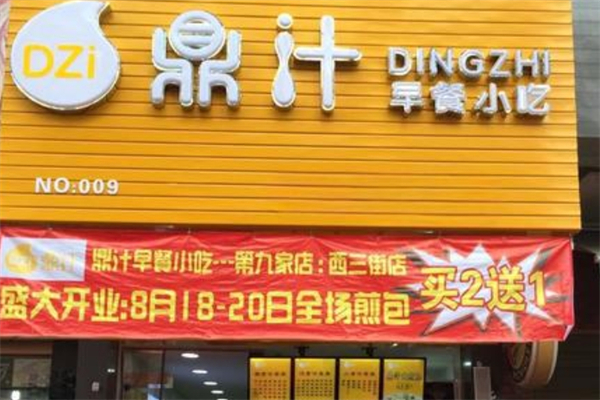 DZi
鼎汁
DINGZHI
早餐小吃
NO:009
鼎汁早餐小吃---第九家店:西三街店
盛大开业:8月18-20日全场煎包
买2送1